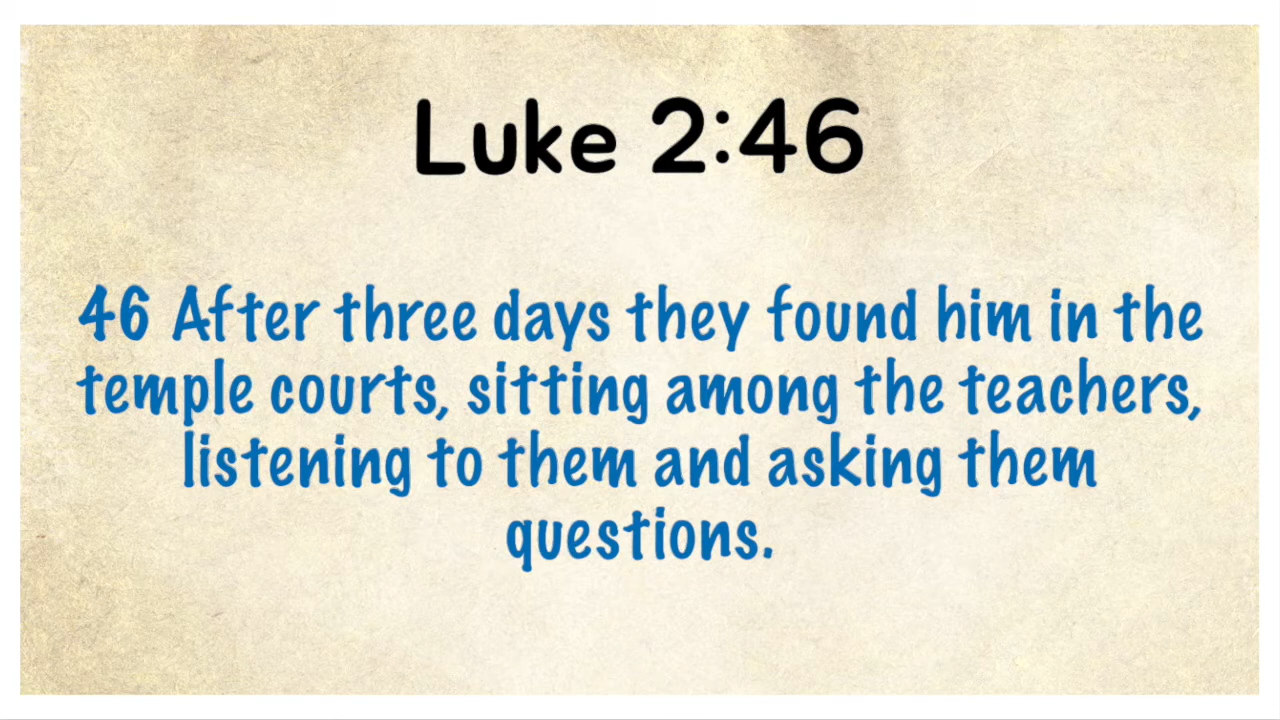 Luke 2:46
46 After three days they found him in the
temple courts, sitting among the teachers,
listening to them and asking them
questions.